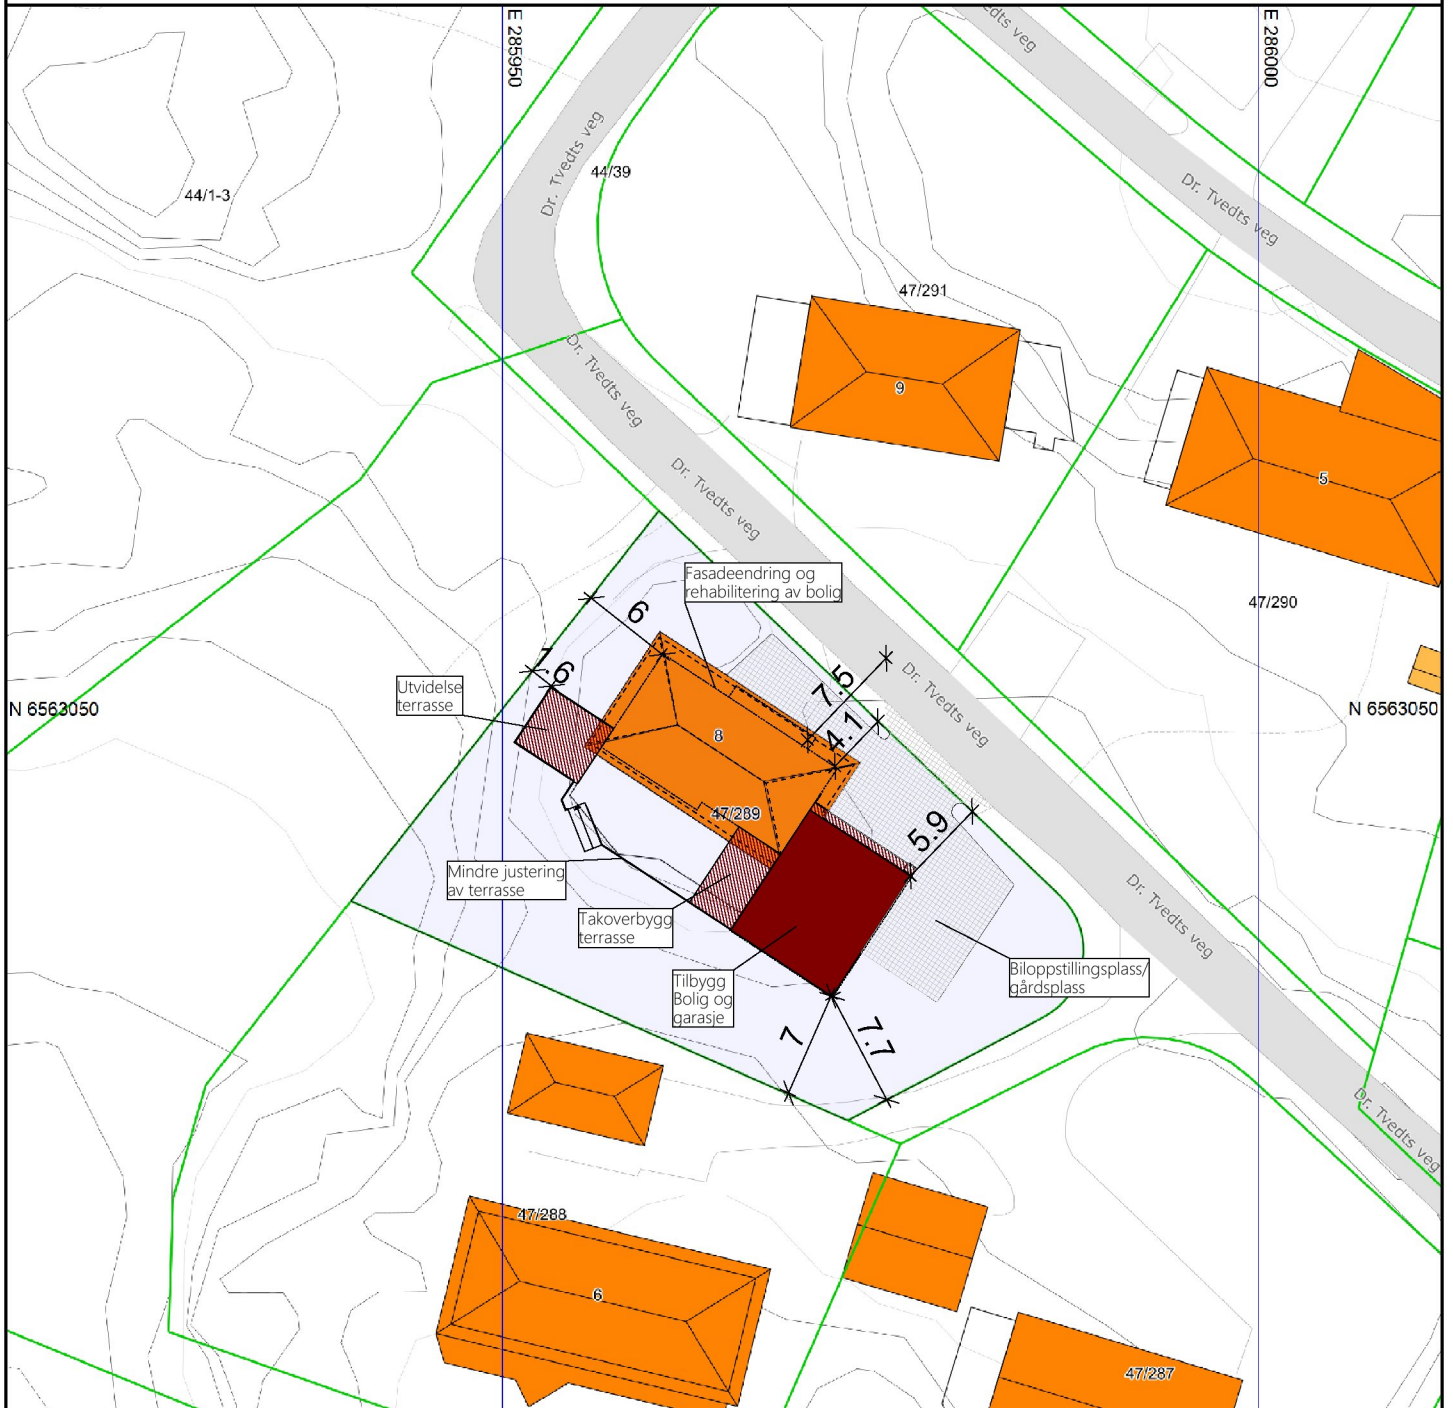 E 285950
E 286000
Dr. Tvedts veg
44/39
44/1-3
Dr. Tvedts veg
47/291
9
Dr. Tvedts veg
Dr. Tvedts veg
5
Fasadeendring og
rehabilitering av bolig
47/290
6
1.6
7.5
4.1
Utvidelse
terrasse
N 6563050
N 6563050
Dr. Tvedts veg
8
47/289
5.9
Mindre justering
av terrasse
Takoverbygg
terrasse
Tilbygg
Bolig og
garasje
Biloppstillingsplass/
gårdsplass
Dr. Tvedts veg
7
7.7
Dr. Tvedts veg
47/288
6
47/287